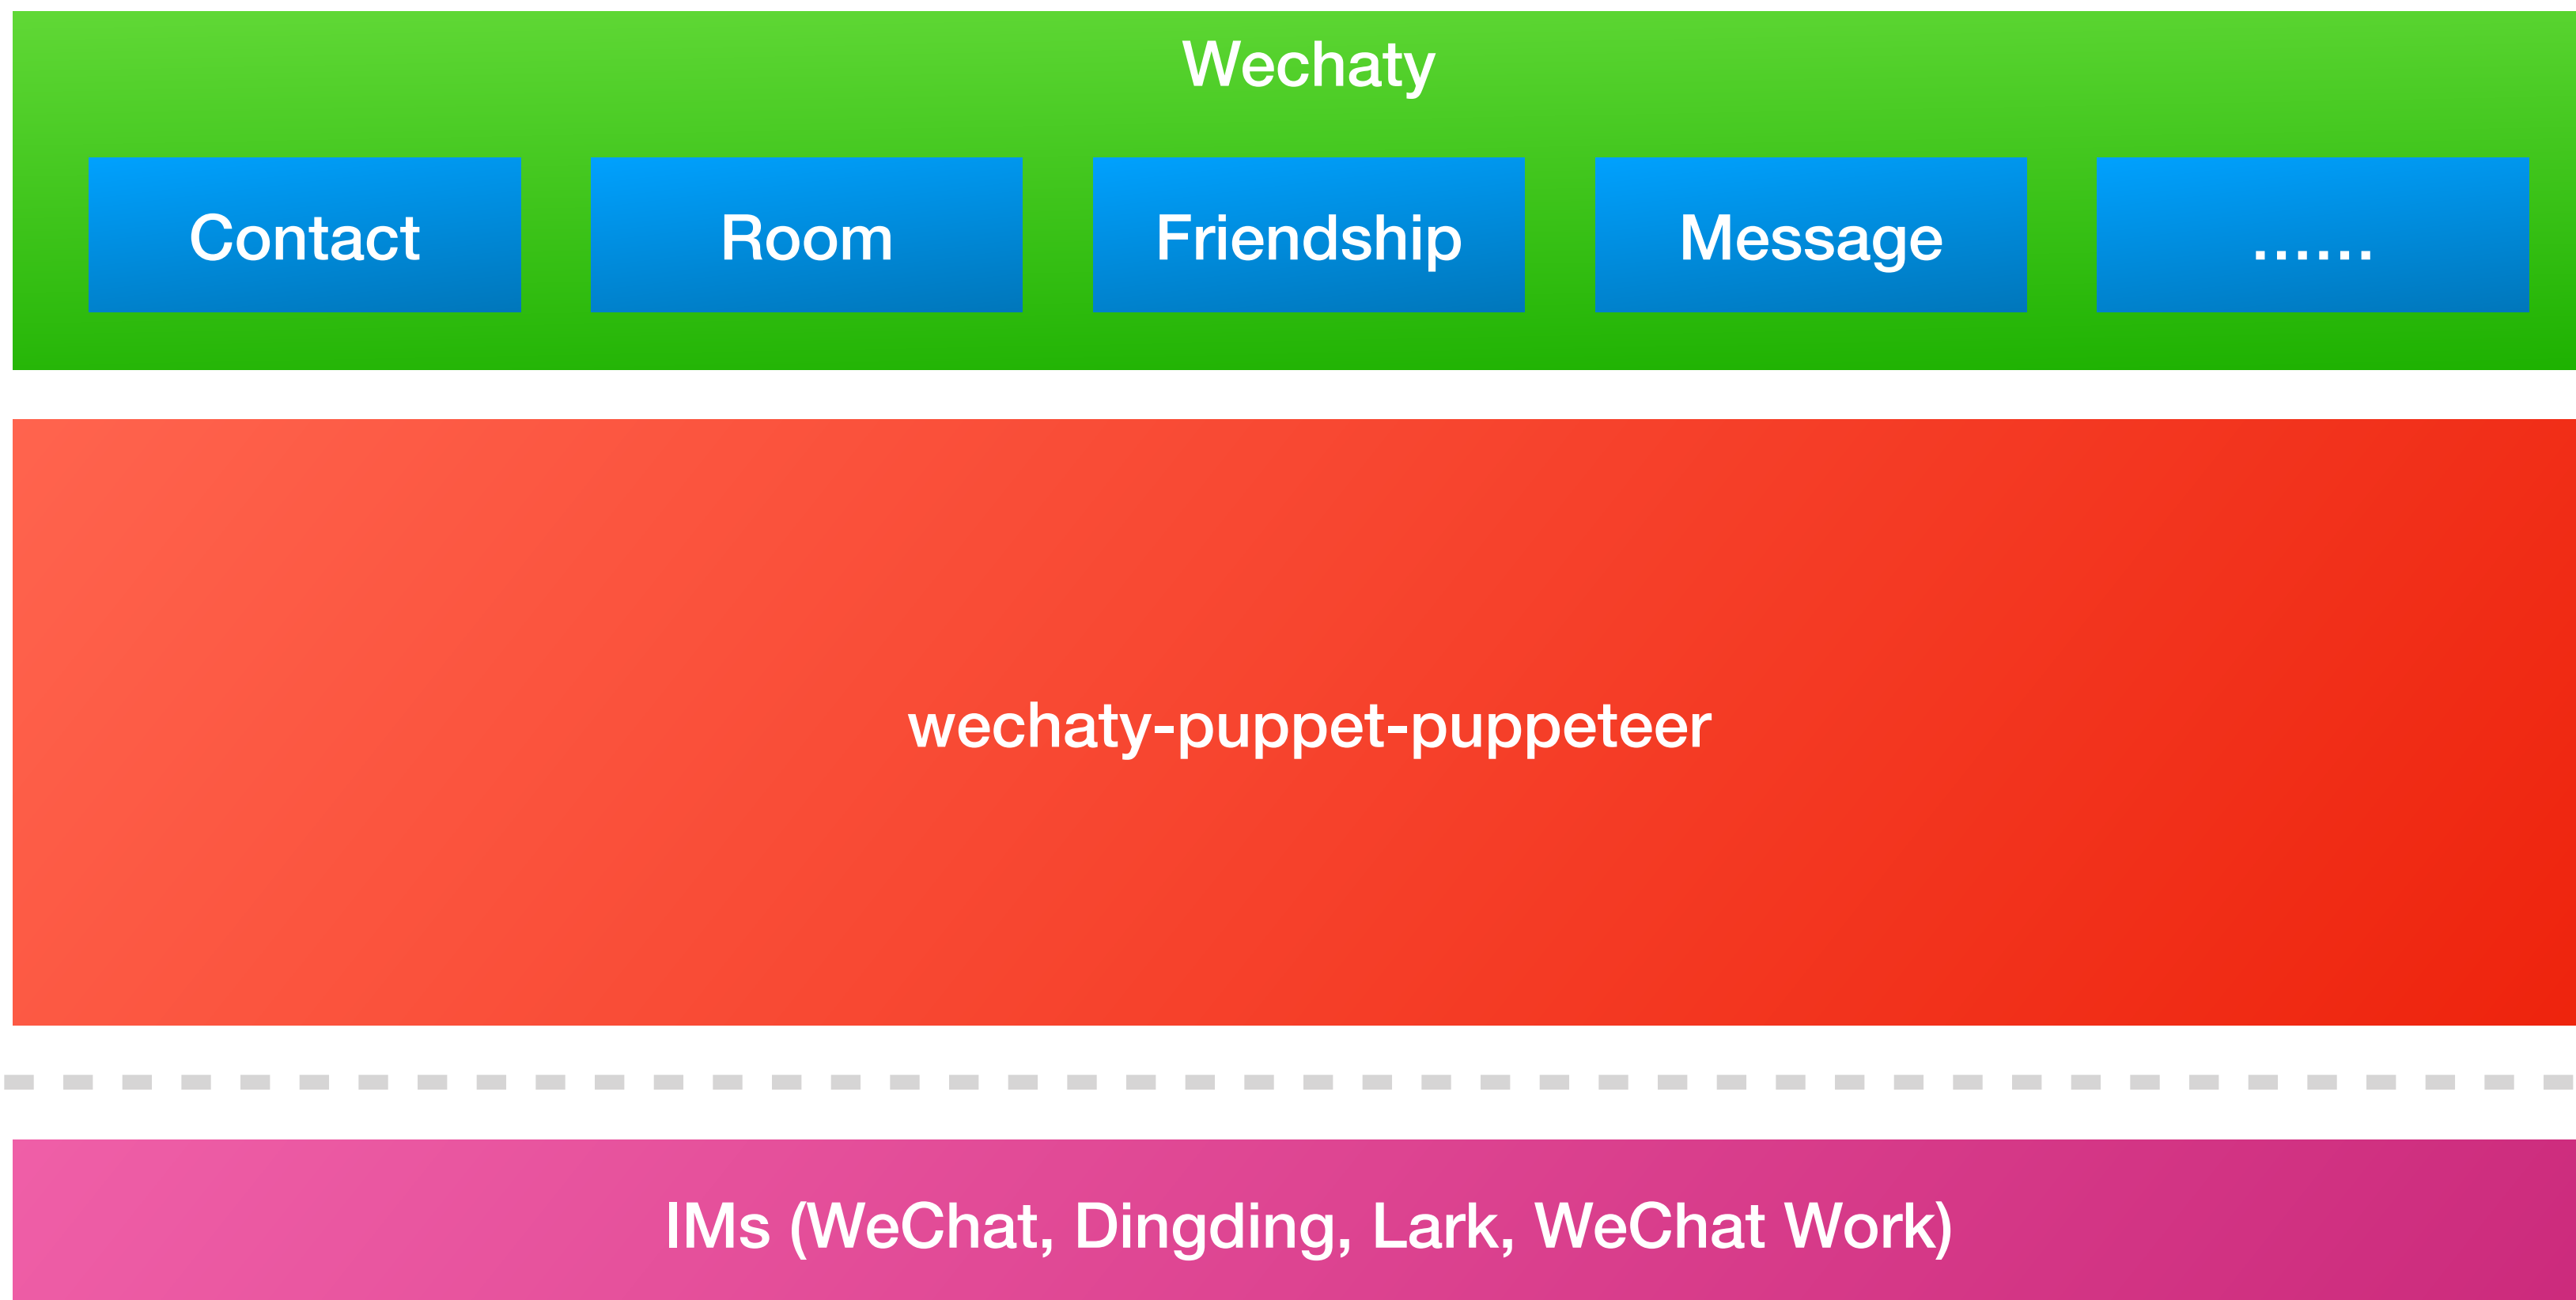 Wechaty
Contact
Room
Friendship
Message
......
wechaty-puppet-puppeteer
IMs (WeChat, Dingding, Lark, WeChat Work)